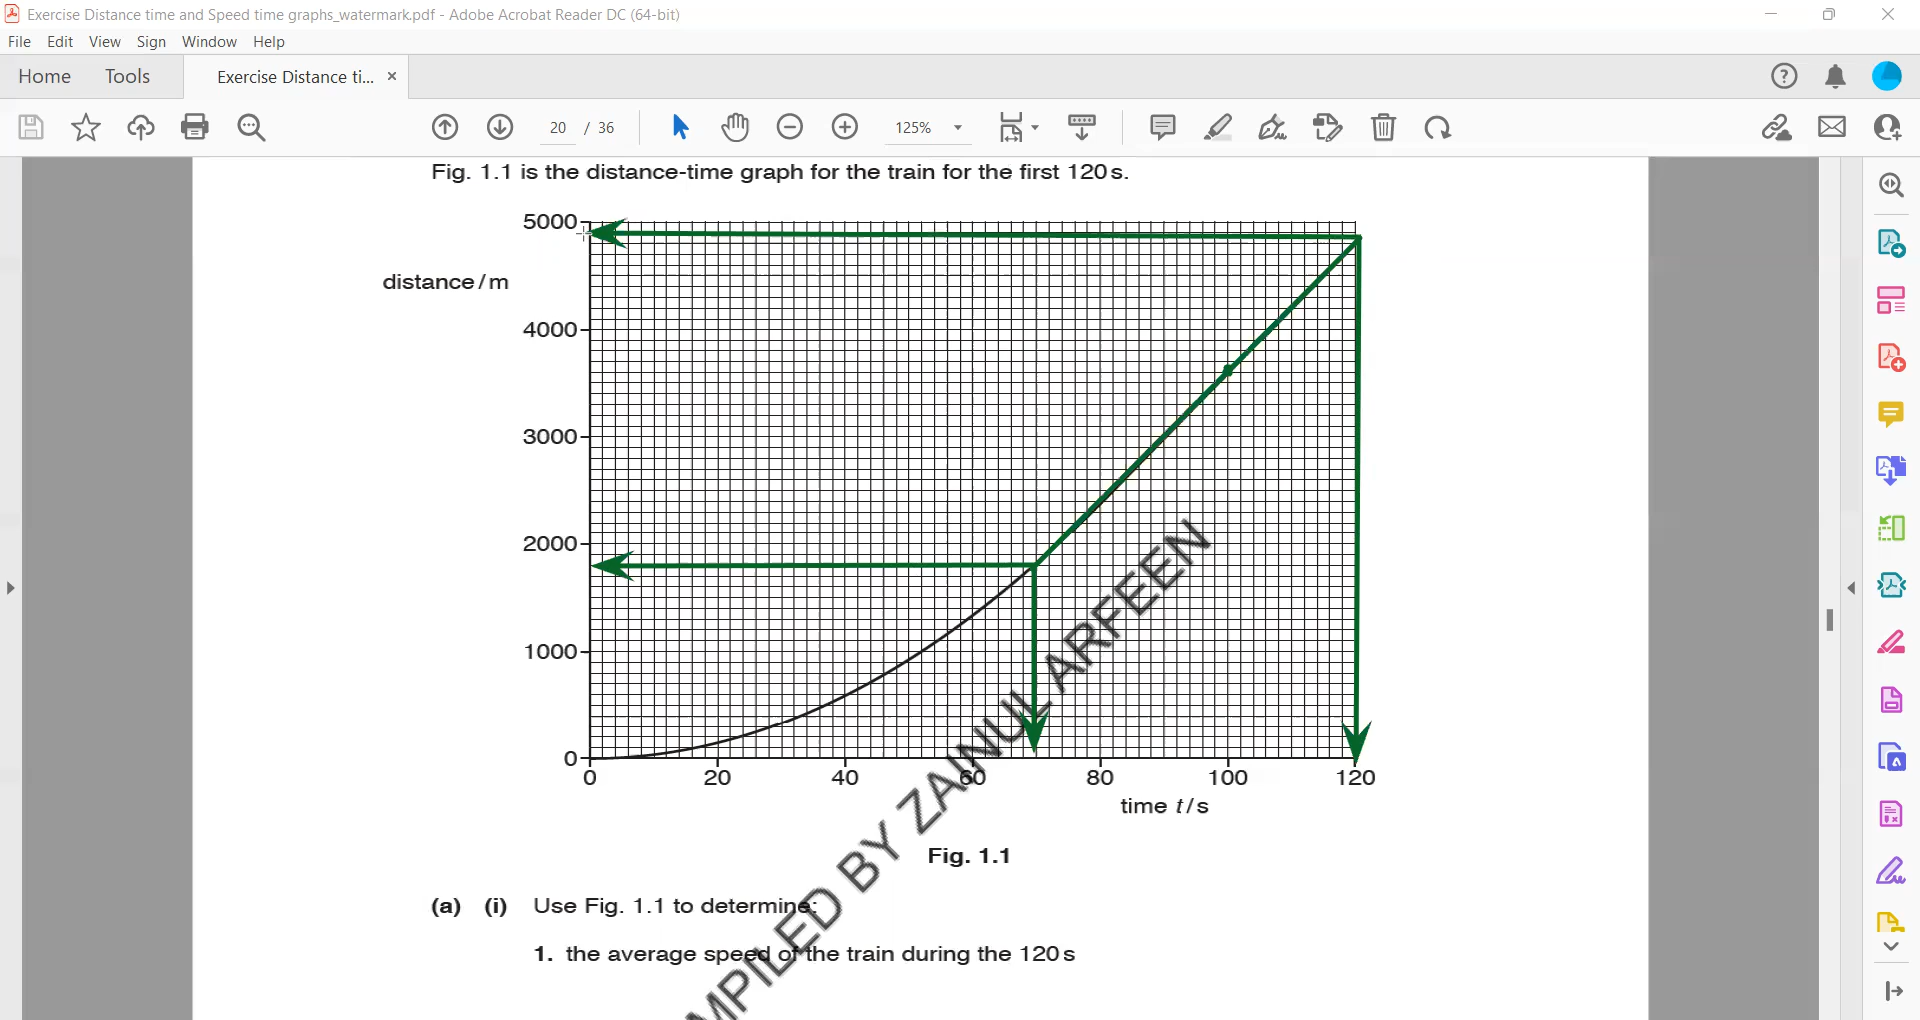 Exercise Distance time and Speed time graphs_watermark.pdf - Adobe Acrobat Reader DC (64-bit)
File Edit View Sign Window Help
Home Tools Exercise Distance ti... ×
20 / 36 125%
Fig. 1.1 is the distance-time graph for the train for the first 120 s.
5000
distance / m
4000
3000
2000
1000
0
0 20 40 60 80 100 120
time t / s
Fig. 1.1
(a) (i) Use Fig. 1.1 to determine:
1. the average speed of the train during the 120 s
MPILED BY ZAINUL ARFEEN